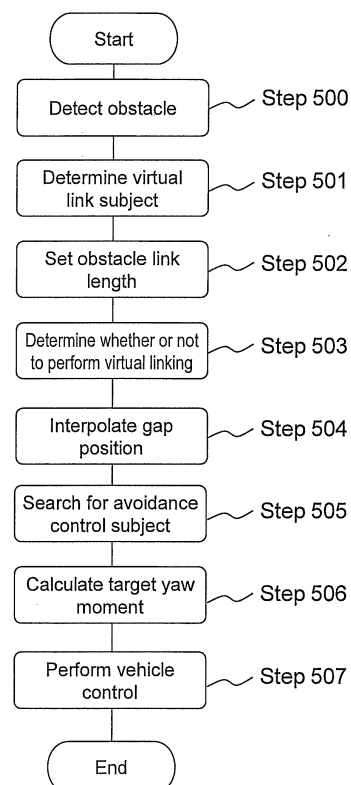 Start
Detect obstacle
Step 500
Determine virtual
link subject
Step 501
Set obstacle link
length
Step 502
Determine whether or not
to perform virtual linking
Step 503
Interpolate gap
position
Step 504
Search for avoidance
control subject
Step 505
Calculate target yaw
moment
Step 506
Perform vehicle
control
Step 507
End